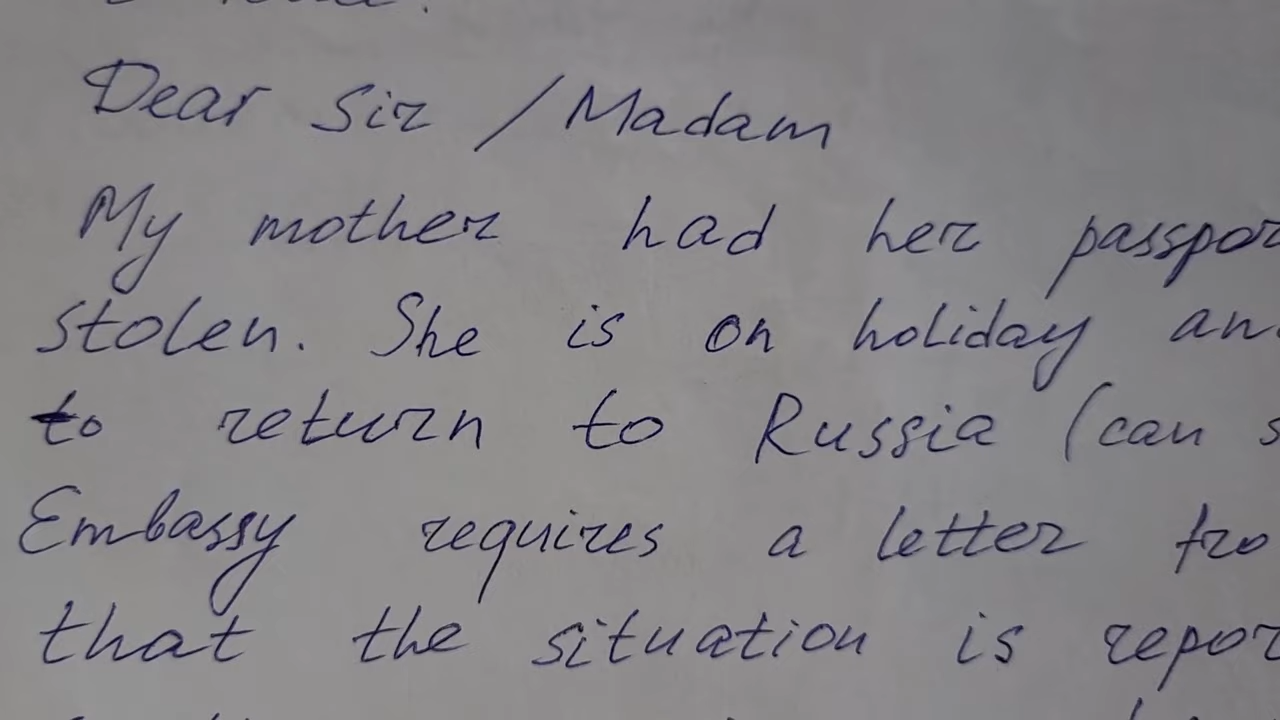 Dear Sir / Madam
My mother had her passpor
stolen. She is on holiday an
to return to Russia (can s
Embassy requires a letter fro
that the situation is repor